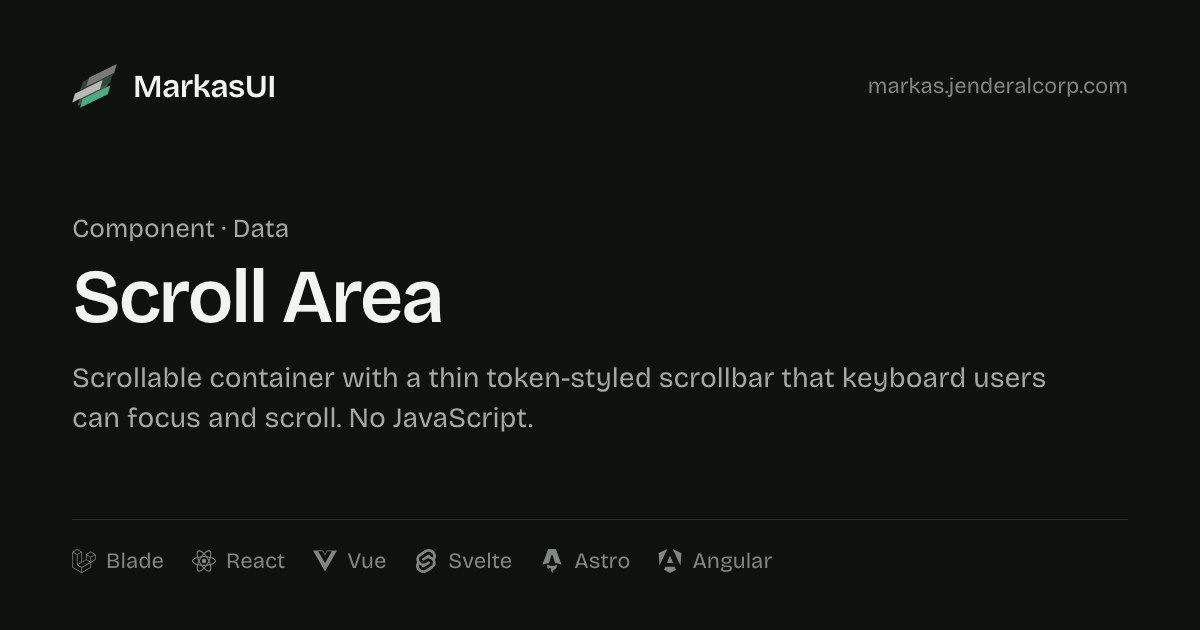 MarkasUI
markas.jenderalcorp.com
Component · Data
Scroll Area
Scrollable container with a thin token-styled scrollbar that keyboard users
can focus and scroll. No JavaScript.
Blade React Vue Svelte Astro Angular